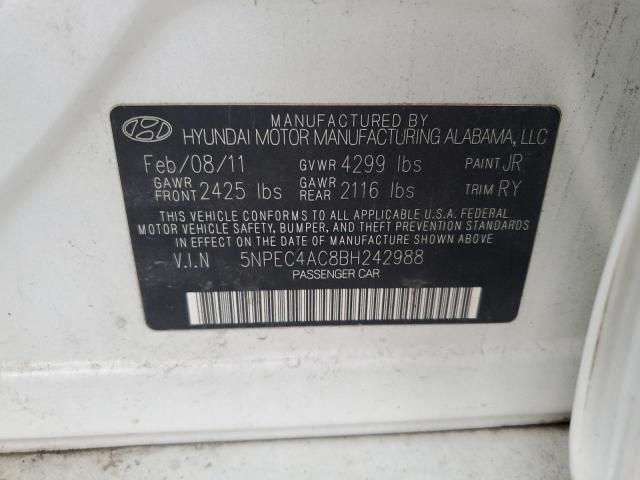 MANUFACTURED BY
HYUNDAI MOTOR MANUFACTURING ALABAMA, LLC
Feb/08/11 GVWR 4299 lbs PAINT JR
GAWR FRONT 2425 lbs GAWR REAR 2116 lbs TRIM RY
THIS VEHICLE CONFORMS TO ALL APPLICABLE U.S.A. FEDERAL
MOTOR VEHICLE SAFETY, BUMPER, AND THEFT PREVENTION
STANDARDS IN EFFECT ON THE DATE OF MANUFACTURE SHOWN ABOVE.
V.I.N 5NPEC4AC8BH242988
PASSENGER CAR